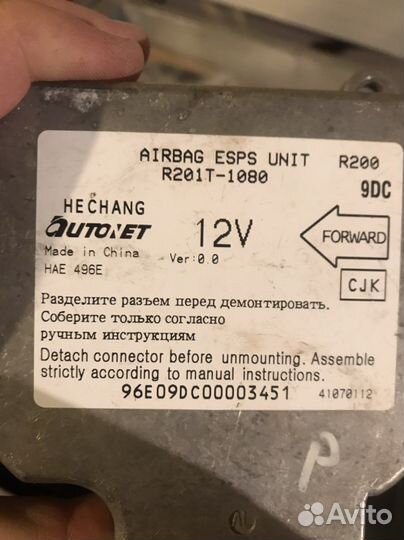 AIRBAG ESPS UNIT R200
R201T-1080
9DC
HECHANG
AUTONET
12V
FORWARD
Made in China
Ver:0.0
HAE 496E
CJK
Разделите разъем перед демонтировать.
Соберите только согласно
ручным инструкциям
Detach connector before unmounting. Assemble
strictly according to manual instructions.
96E09DC00003451 41070112
P
Avito